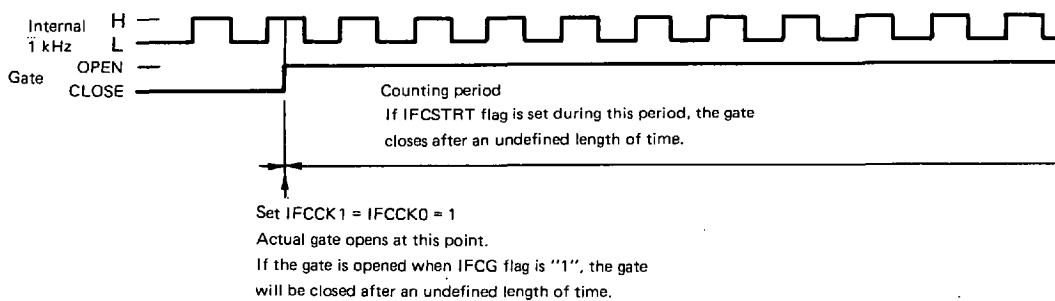 Internal H
1 kHz L
Gate OPEN
CLOSE
Counting period
If IFCSTRT flag is set during this period, the gate
closes after an undefined length of time.
Set IFCCK1 = IFCCK0 = 1
Actual gate opens at this point.
If the gate is opened when IFCG flag is "1", the gate
will be closed after an undefined length of time.